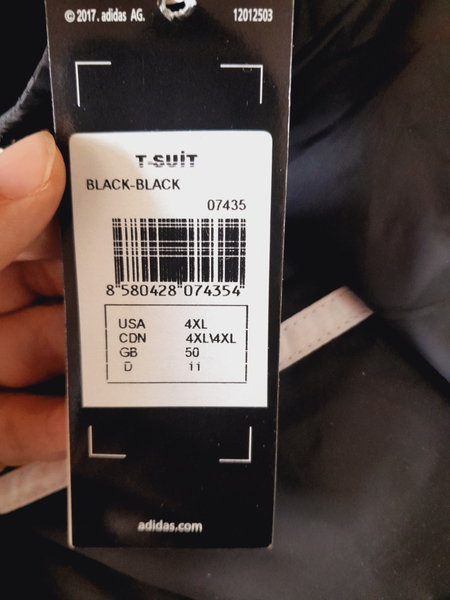 © 2017. adidas AG. 12012503
T-SUİT
BLACK-BLACK
07435
8 580428 074354
USA 4XL
CDN 4XL\4XL
GB 50
D 11
adidas.com